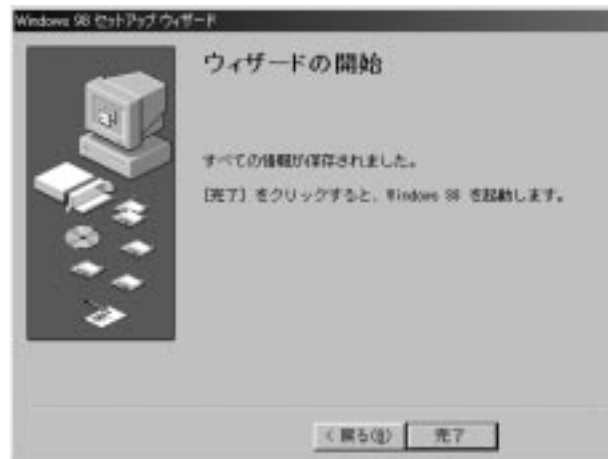 Windows 98 セットアップ ウィザード
ウィザードの開始
すべての情報が保存されました。
[完了] をクリックすると、Windows 98 を起動します。
< 戻る(B)
完了